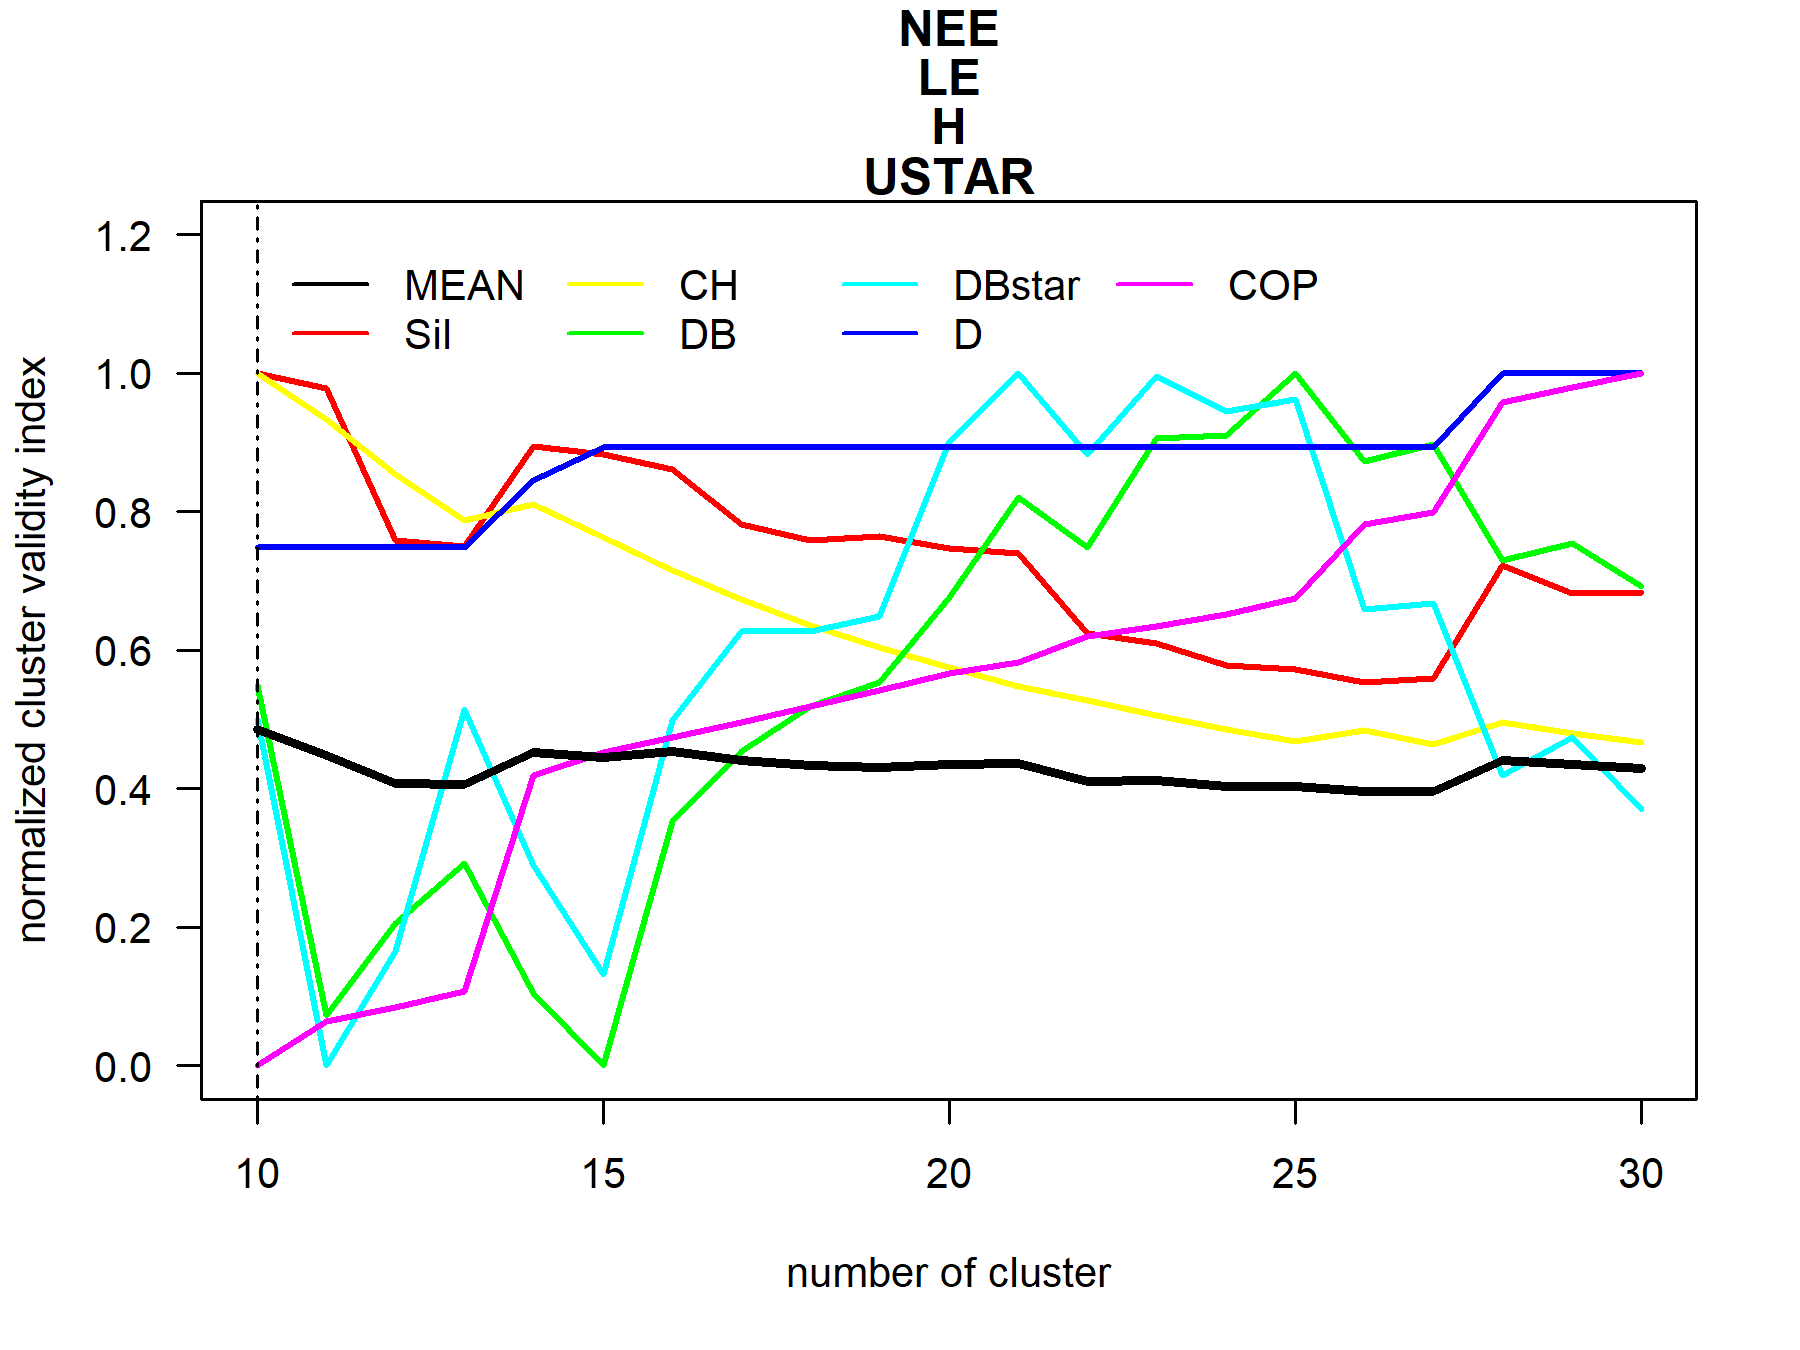 NEE
LE
H
USTAR
normalized cluster validity index
1.2
1.0
0.8
0.6
0.4
0.2
0.0
MEAN CH DBstar COP
Sil DB D
10 15 20 25 30
number of cluster